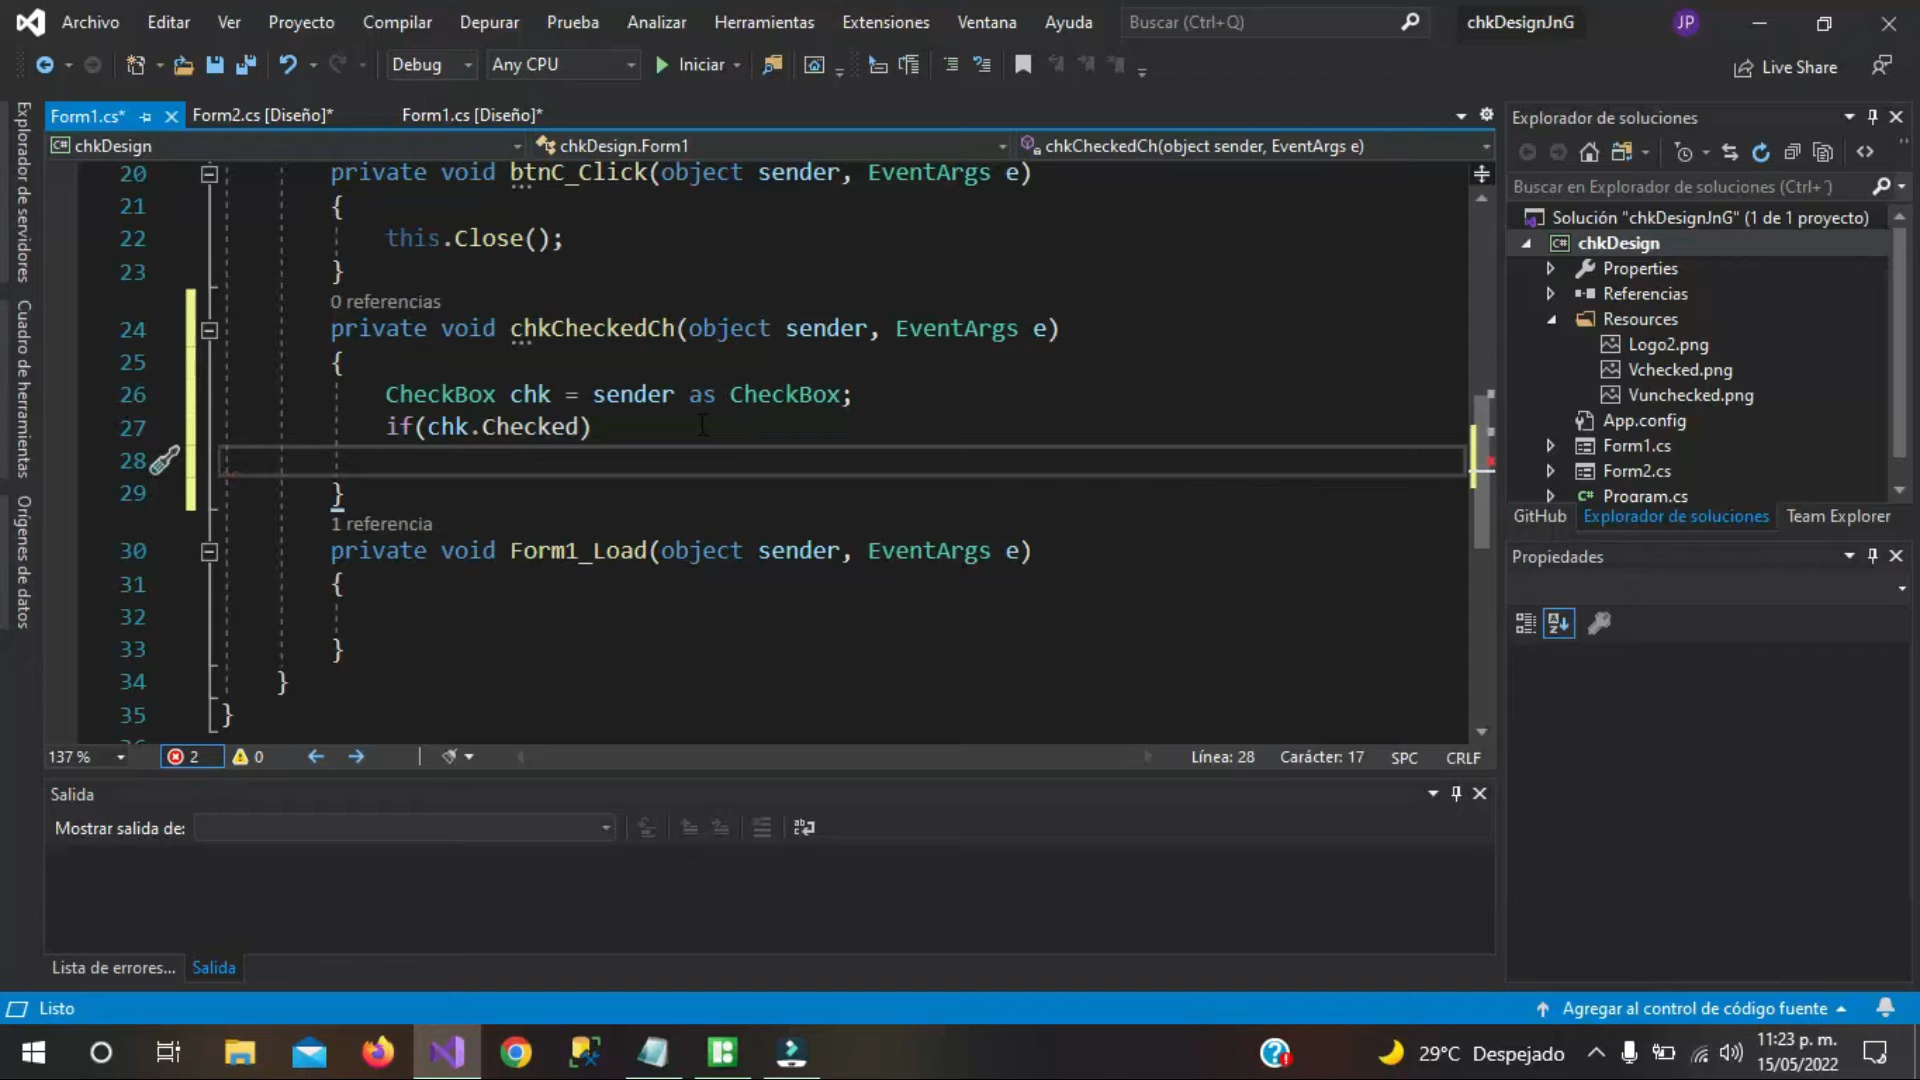 Archivo Editar Ver Proyecto Compilar Depurar Prueba Analizar Herramientas Extensiones Ventana Ayuda Buscar (Ctrl+Q) chkDesignJnG JP
Debug Any CPU Iniciar Live Share
Form1.cs* Form2.cs [Diseño]* Form1.cs [Diseño]*
chkDesign chkDesign.Form1 chkCheckedCh(object sender, EventArgs e)
Explorador de servidores
Cuadro de herramientas
Orígenes de datos
20 private void btnC_Click(object sender, EventArgs e)
21 {
22 this.Close();
23 }
0 referencias
24 private void chkCheckedCh(object sender, EventArgs e)
25 {
26 CheckBox chk = sender as CheckBox;
27 if(chk.Checked)
28
29 }
1 referencia
30 private void Form1_Load(object sender, EventArgs e)
31 {
32
33 }
34 }
35 }
137 % 2 0 Línea: 28 Carácter: 17 SPC CRLF
Salida
Mostrar salida de:
Lista de errores... Salida
Explorador de soluciones
Buscar en Explorador de soluciones (Ctrl+¨)
Solución "chkDesignJnG" (1 de 1 proyecto)
C# chkDesign
Properties
Referencias
Resources
Logo2.png
Vchecked.png
Vunchecked.png
App.config
Form1.cs
Form2.cs
C# Program.cs
GitHub Explorador de soluciones Team Explorer
Propiedades
Listo Agregar al control de código fuente
29°C Despejado 11:23 p. m.
15/05/2022